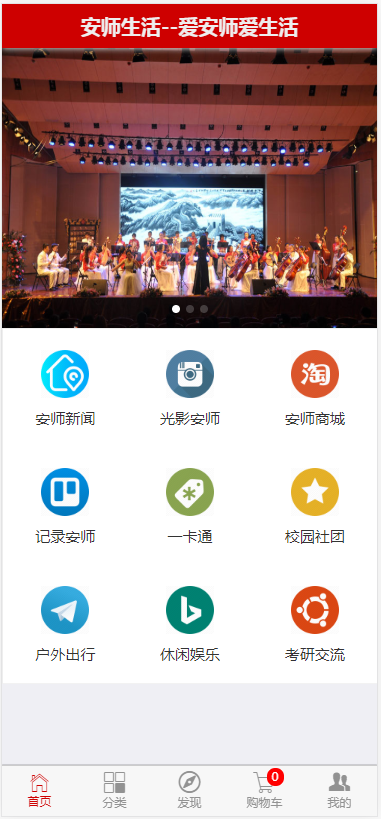 安师生活--爱安师爱生活
淘
安师新闻 光影安师 安师商城
记录安师 一卡通 校园社团
户外出行 休闲娱乐 考研交流
0
首页 分类 发现 购物车 我的